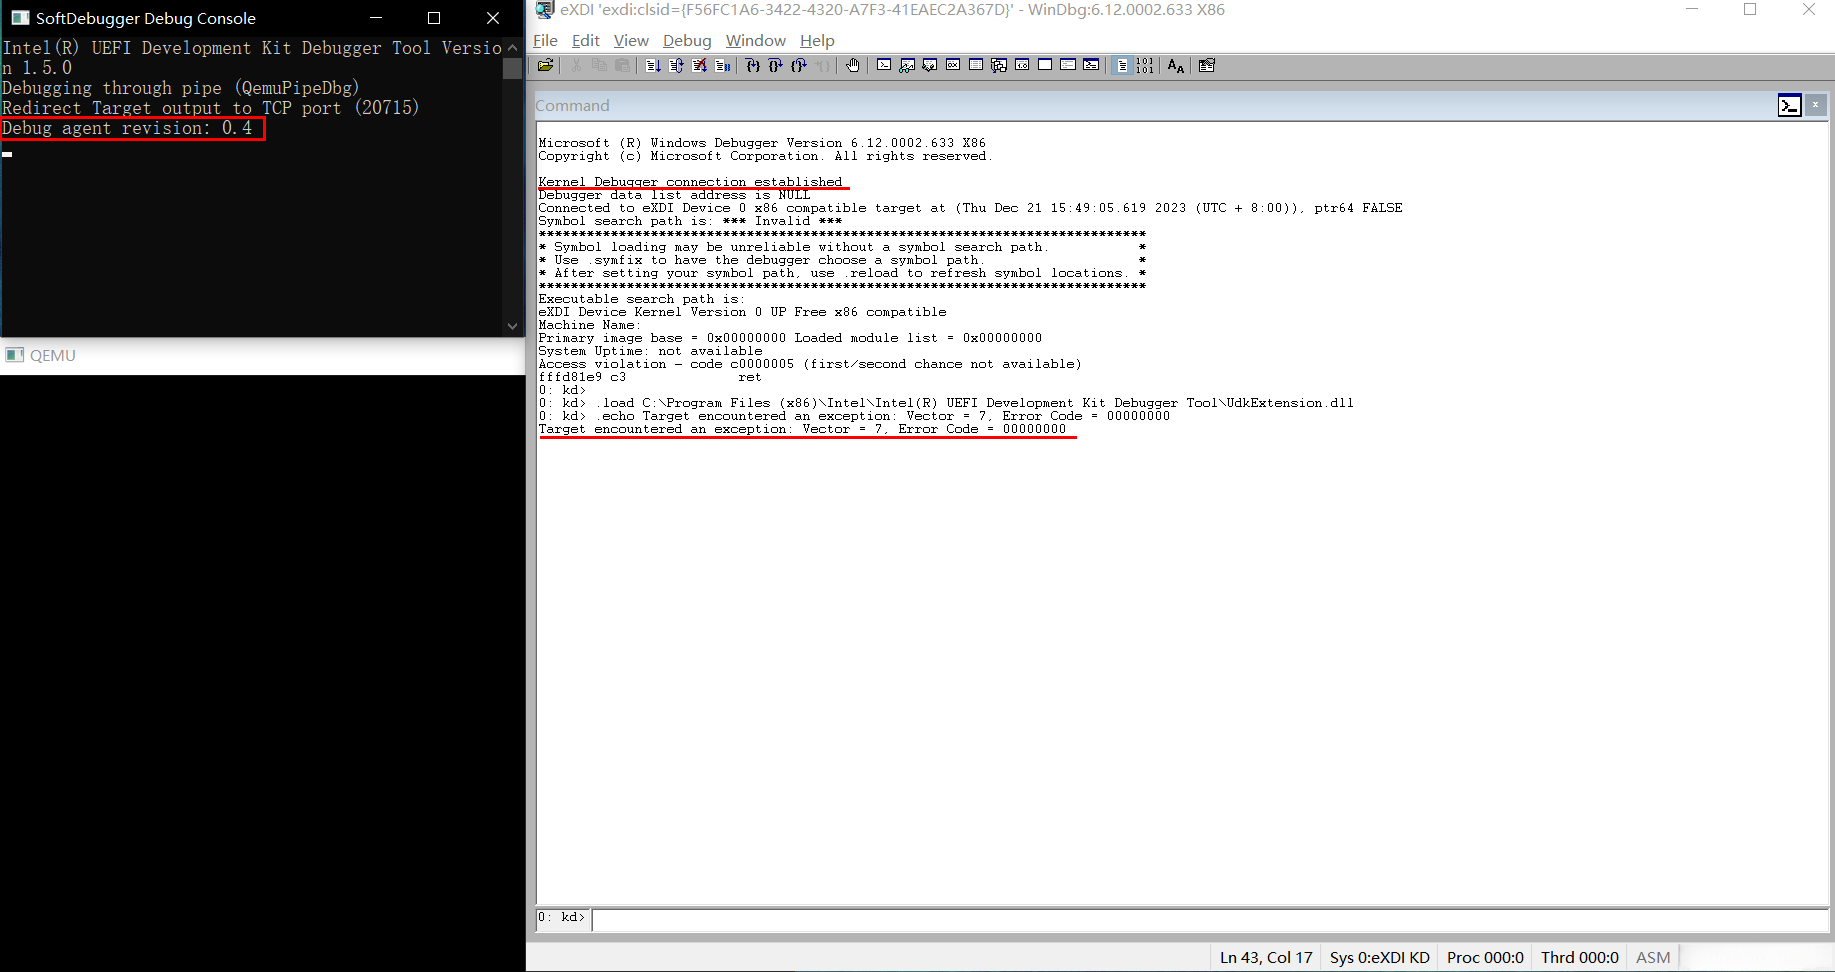 SoftDebugger Debug Console
Intel(R) UEFI Development Kit Debugger Tool Versio
n 1.5.0
Debugging through pipe (QemuPipeDbg)
Redirect Target output to TCP port (20715)
Debug agent revision: 0.4
QEMU
eXDI 'exdi:clsid={F56FC1A6-3422-4320-A7F3-41EAEC2A367D}' - WinDbg:6.12.0002.633 X86
File Edit View Debug Window Help
Command
Microsoft (R) Windows Debugger Version 6.12.0002.633 X86
Copyright (c) Microsoft Corporation. All rights reserved.
Kernel Debugger connection established
Debugger data list address is NULL
Connected to eXDI Device 0 x86 compatible target at (Thu Dec 21 15:49:05.619 2023 (UTC + 8:00)), ptr64 FALSE
Symbol search path is: *** Invalid ***
****************************************************************************
* Symbol loading may be unreliable without a symbol search path.           *
* Use .symfix to have the debugger choose a symbol path.                   *
* After setting your symbol path, use .reload to refresh symbol locations. *
****************************************************************************
Executable search path is:
eXDI Device Kernel Version 0 UP Free x86 compatible
Machine Name:
Primary image base = 0x00000000 Loaded module list = 0x00000000
System Uptime: not available
Access violation - code c0000005 (first/second chance not available)
fffd81e9 c3              ret
0: kd>
0: kd> .load C:\Program Files (x86)\Intel\Intel(R) UEFI Development Kit Debugger Tool\UdkExtension.dll
0: kd> .echo Target encountered an exception: Vector = 7, Error Code = 00000000
Target encountered an exception: Vector = 7, Error Code = 00000000
0: kd>
Ln 43, Col 17 Sys 0:eXDI KD Proc 000:0 Thrd 000:0 ASM